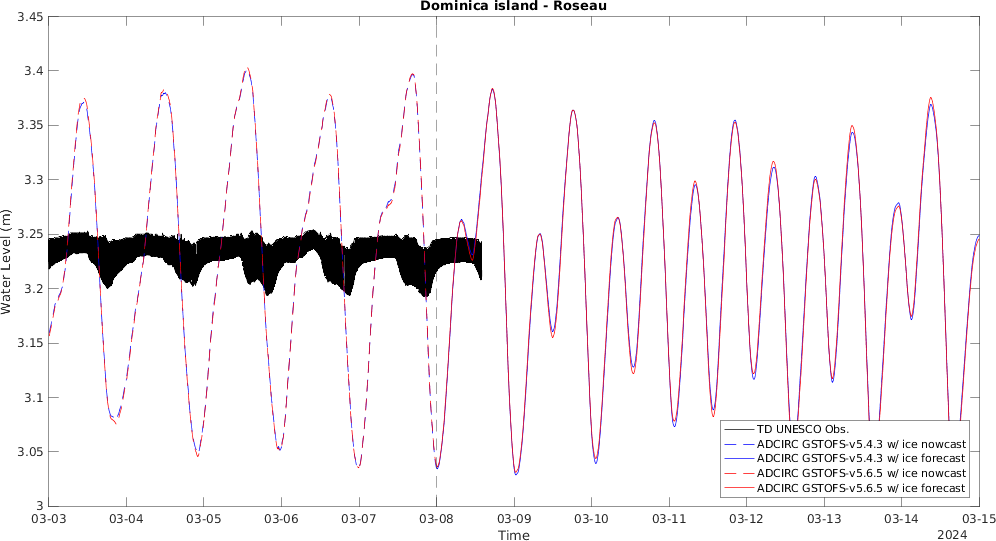 Dominica island - Roseau
3.45
3.4
3.35
3.3
3.25
3.2
3.15
3.1
3.05
3
Water Level (m)
TD UNESCO Obs.
ADCIRC GSTOFS-v5.4.3 w/ ice nowcast
ADCIRC GSTOFS-v5.4.3 w/ ice forecast
ADCIRC GSTOFS-v5.6.5 w/ ice nowcast
ADCIRC GSTOFS-v5.6.5 w/ ice forecast
03-03 03-04 03-05 03-06 03-07 03-08 03-09 03-10 03-11 03-12 03-13 03-14 03-15
Time
2024